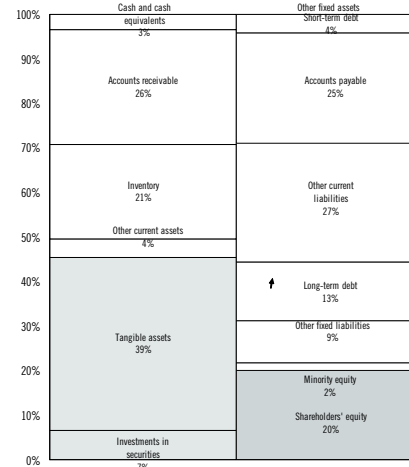 Cash and cash
equivalents
3%
Other fixed assets
Short-term debt
4%
100%
90%
80%
70%
60%
50%
40%
30%
20%
10%
0%
Accounts receivable
26%
Accounts payable
25%
Inventory
21%
Other current
liabilities
27%
Other current assets
4%
Long-term debt
13%
Tangible assets
39%
Other fixed liabilities
9%
Minority equity
2%
Shareholders' equity
20%
Investments in
securities
7%